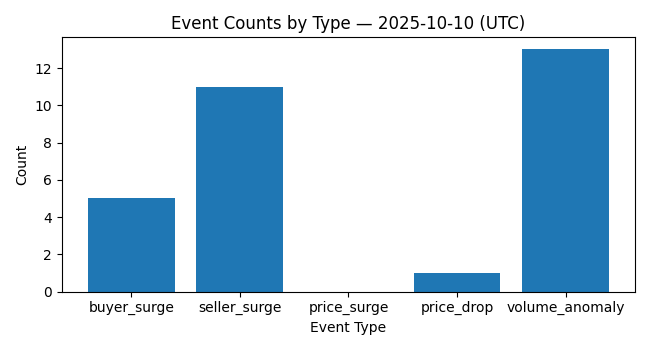 Event Counts by Type — 2025-10-10 (UTC)
Count
12
10
8
6
4
2
0
buyer_surge seller_surge price_surge price_drop volume_anomaly
Event Type